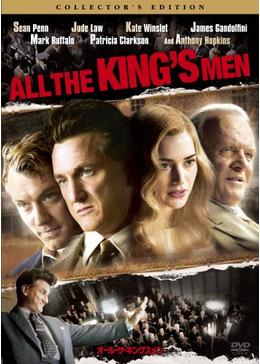 COLLECTOR'S EDITION
Sean Penn Jude Law Kate Winslet James Gandolfini
Mark Ruffalo Patricia Clarkson And Anthony Hopkins
ALL THE KING'S MEN
オール・ザ・キングスメン
DVD